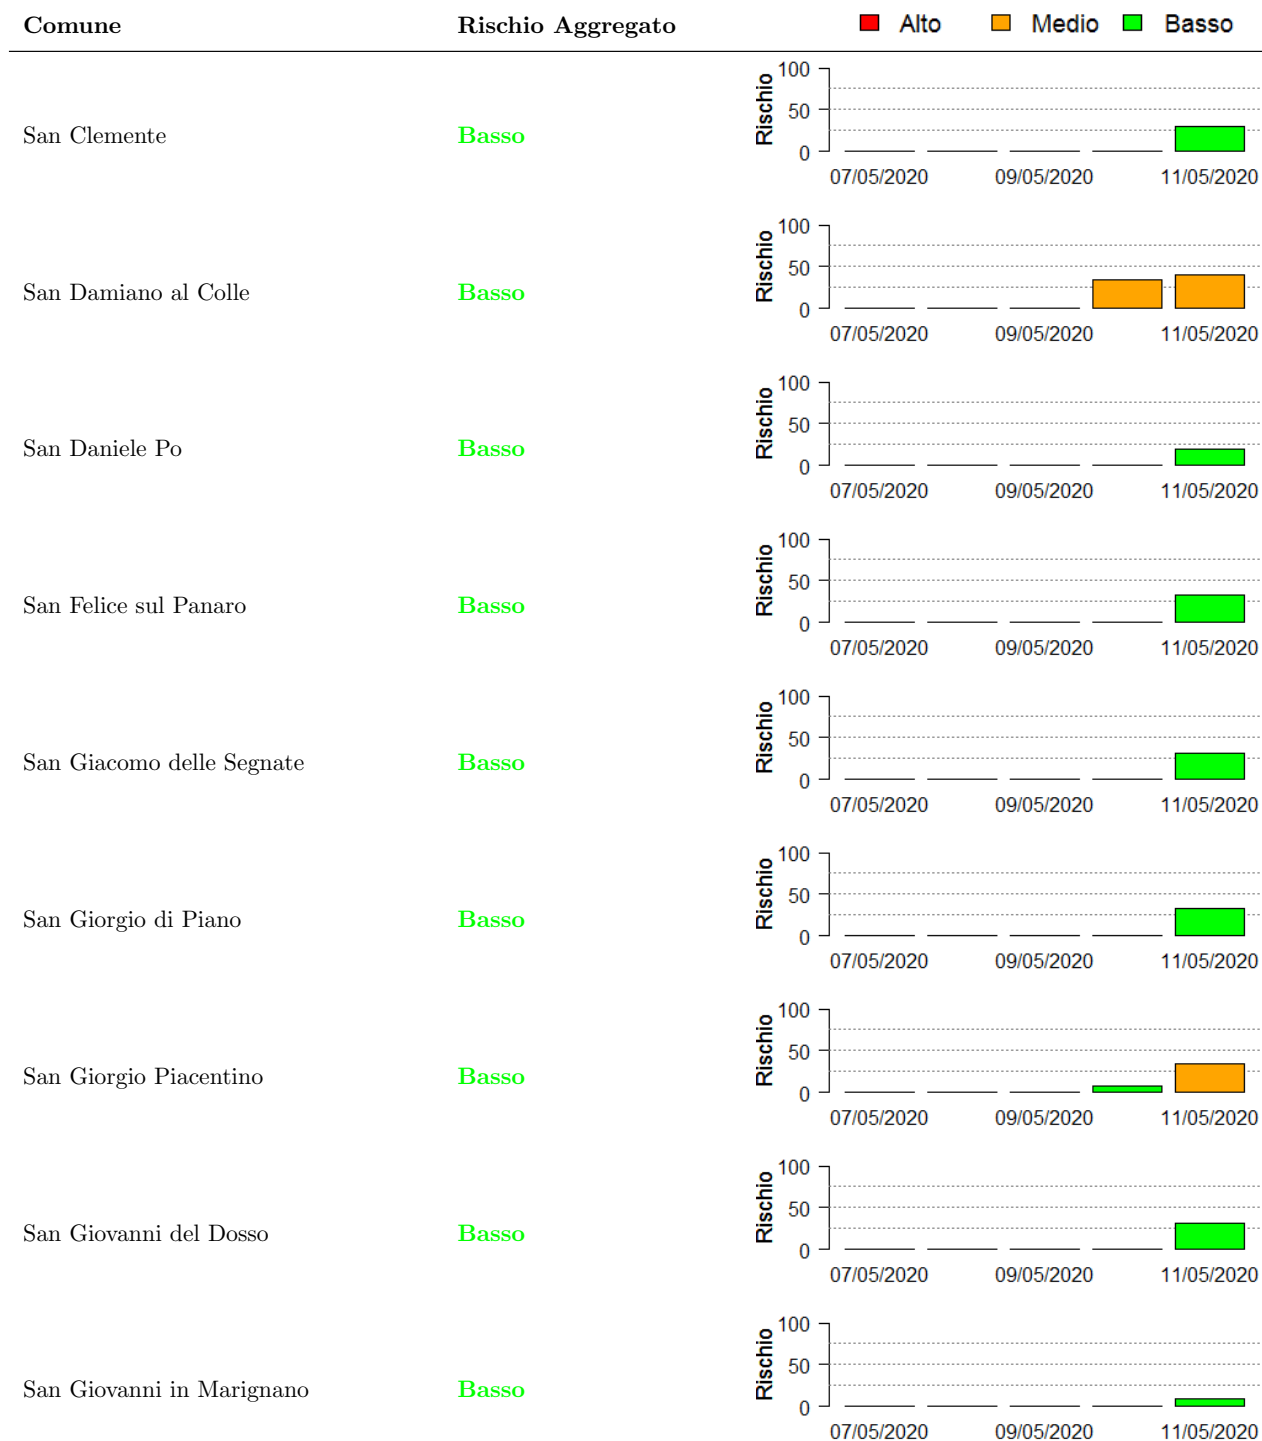 Comune Rischio Aggregato Alto Medio Basso
San Clemente Basso
Rischio
100
50
0
07/05/2020 09/05/2020 11/05/2020
San Damiano al Colle Basso
Rischio
100
50
0
07/05/2020 09/05/2020 11/05/2020
San Daniele Po Basso
Rischio
100
50
0
07/05/2020 09/05/2020 11/05/2020
San Felice sul Panaro Basso
Rischio
100
50
0
07/05/2020 09/05/2020 11/05/2020
San Giacomo delle Segnate Basso
Rischio
100
50
0
07/05/2020 09/05/2020 11/05/2020
San Giorgio di Piano Basso
Rischio
100
50
0
07/05/2020 09/05/2020 11/05/2020
San Giorgio Piacentino Basso
Rischio
100
50
0
07/05/2020 09/05/2020 11/05/2020
San Giovanni del Dosso Basso
Rischio
100
50
0
07/05/2020 09/05/2020 11/05/2020
San Giovanni in Marignano Basso
Rischio
100
50
0
07/05/2020 09/05/2020 11/05/2020